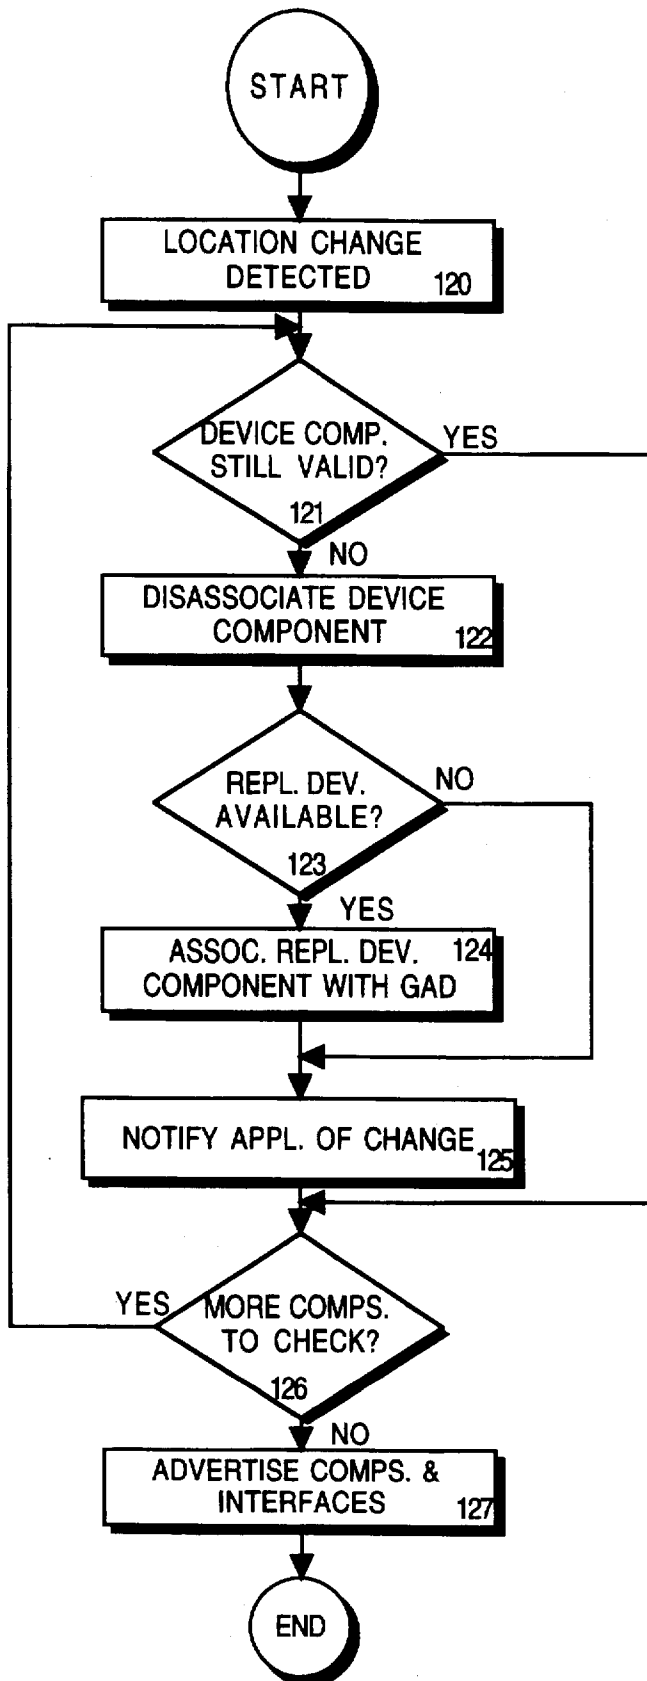 START
LOCATION CHANGE
DETECTED
120
DEVICE COMP.
STILL VALID?
121
YES
NO
DISASSOCIATE DEVICE
COMPONENT
122
REPL. DEV.
AVAILABLE?
123
NO
YES
ASSOC. REPL. DEV.
COMPONENT WITH GAD
124
NOTIFY APPL. OF CHANGE
125
YES
MORE COMPS.
TO CHECK?
126
NO
ADVERTISE COMPS. &
INTERFACES
127
END